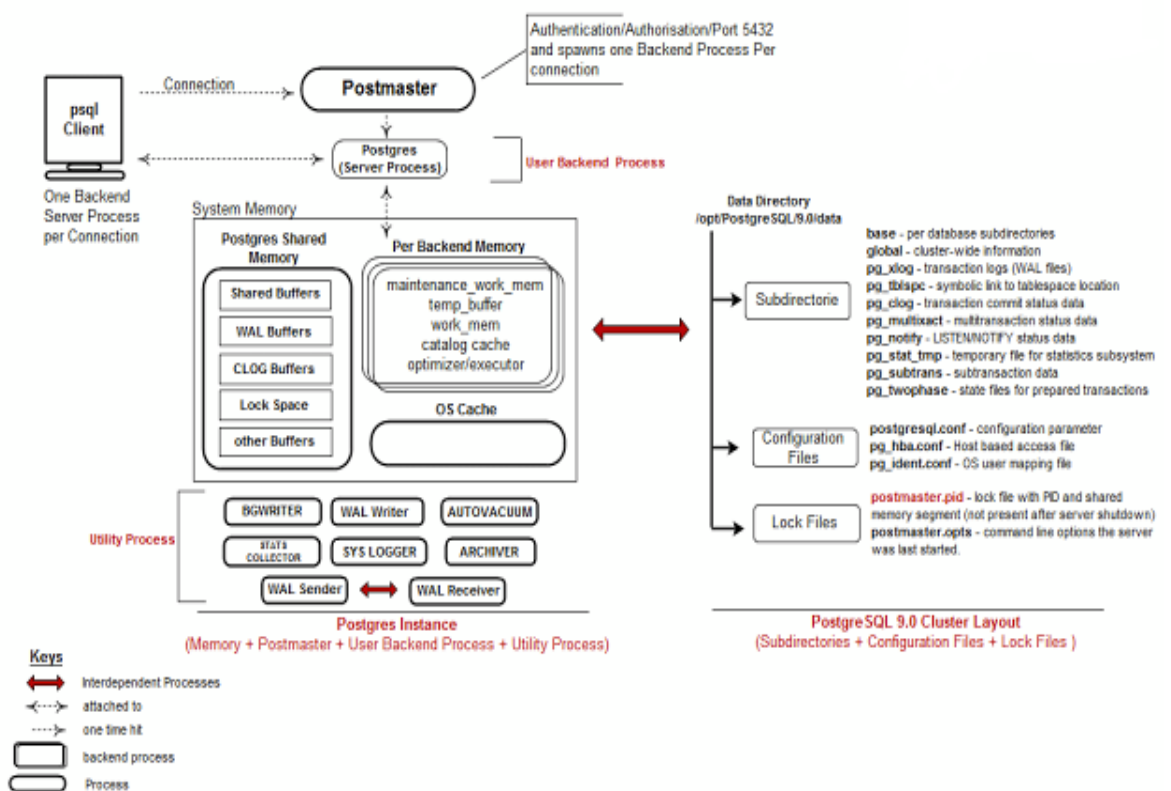 Authentication/Authorisation/Port 5432
and spawns one Backend Process Per
connection
Connection
Postmaster
psql
Client
Postgres
(Server Process)
User Backend Process
One Backend
Server Process
per Connection
System Memory
Postgres Shared
Memory
Shared Buffers
WAL Buffers
CLOG Buffers
Lock Space
other Buffers
Per Backend Memory
maintenance_work_mem
temp_buffer
work_mem
catalog cache
optimizer/executor
OS Cache
Utility Process
BGWRITER
WAL Writer
AUTOVACUUM
STATS
COLLECTOR
SYS LOGGER
ARCHIVER
WAL Sender
WAL Receiver
Postgres Instance
(Memory + Postmaster + User Backend Process + Utility Process)
Data Directory
/opt/PostgreSQL/9.0/data
Subdirectorie
base - per database subdirectories
global - cluster-wide information
pg_xlog - transaction logs (WAL files)
pg_tblspc - symbolic link to tablespace location
pg_clog - transaction commit status data
pg_multixact - multitransaction status data
pg_notify - LISTEN/NOTIFY status data
pg_stat_tmp - temporary file for statistics subsystem
pg_subtrans - subtransaction data
pg_twophase - state files for prepared transactions
Configuration
Files
postgresql.conf - configuration parameter
pg_hba.conf - Host based access file
pg_ident.conf - OS user mapping file
Lock Files
postmaster.pid - lock file with PID and shared
memory segment (not present after server shutdown)
postmaster.opts - command line options the server
was last started.
PostgreSQL 9.0 Cluster Layout
(Subdirectories + Configuration Files + Lock Files )
Keys
Interdependent Processes
attached to
one time hit
backend process
Process